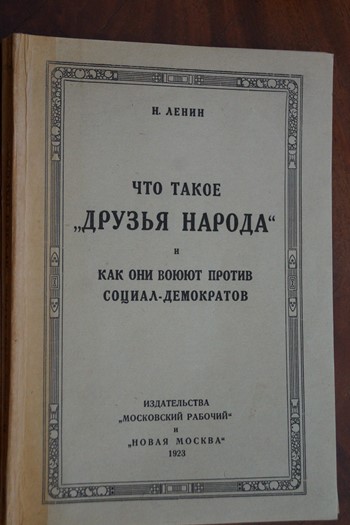 Н. ЛЕНИН
ЧТО ТАКОЕ
„ДРУЗЬЯ НАРОДА“
и
КАК ОНИ ВОЮЮТ ПРОТИВ
СОЦИАЛ-ДЕМОКРАТОВ
ИЗДАТЕЛЬСТВА
„МОСКОВСКИЙ РАБОЧИЙ“
и
„НОВАЯ МОСКВА“
1923